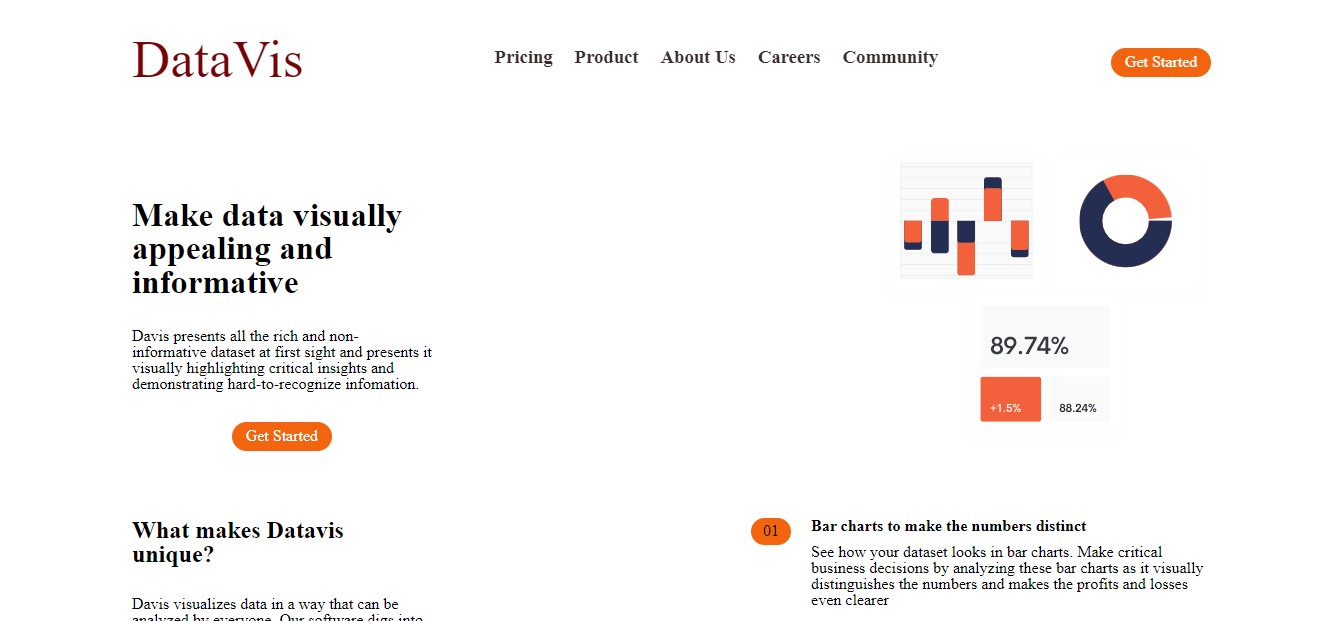 DataVis
Pricing Product About Us Careers Community
Get Started
Make data visually
appealing and
informative
Davis presents all the rich and non-
informative dataset at first sight and presents it
visually highlighting critical insights and
demonstrating hard-to-recognize infomation.
Get Started
89.74%
+1.5% 88.24%
What makes Datavis
unique?
Davis visualizes data in a way that can be
analyzed by everyone. Our software digs into
01
Bar charts to make the numbers distinct
See how your dataset looks in bar charts. Make critical
business decisions by analyzing these bar charts as it visually
distinguishes the numbers and makes the profits and losses
even clearer